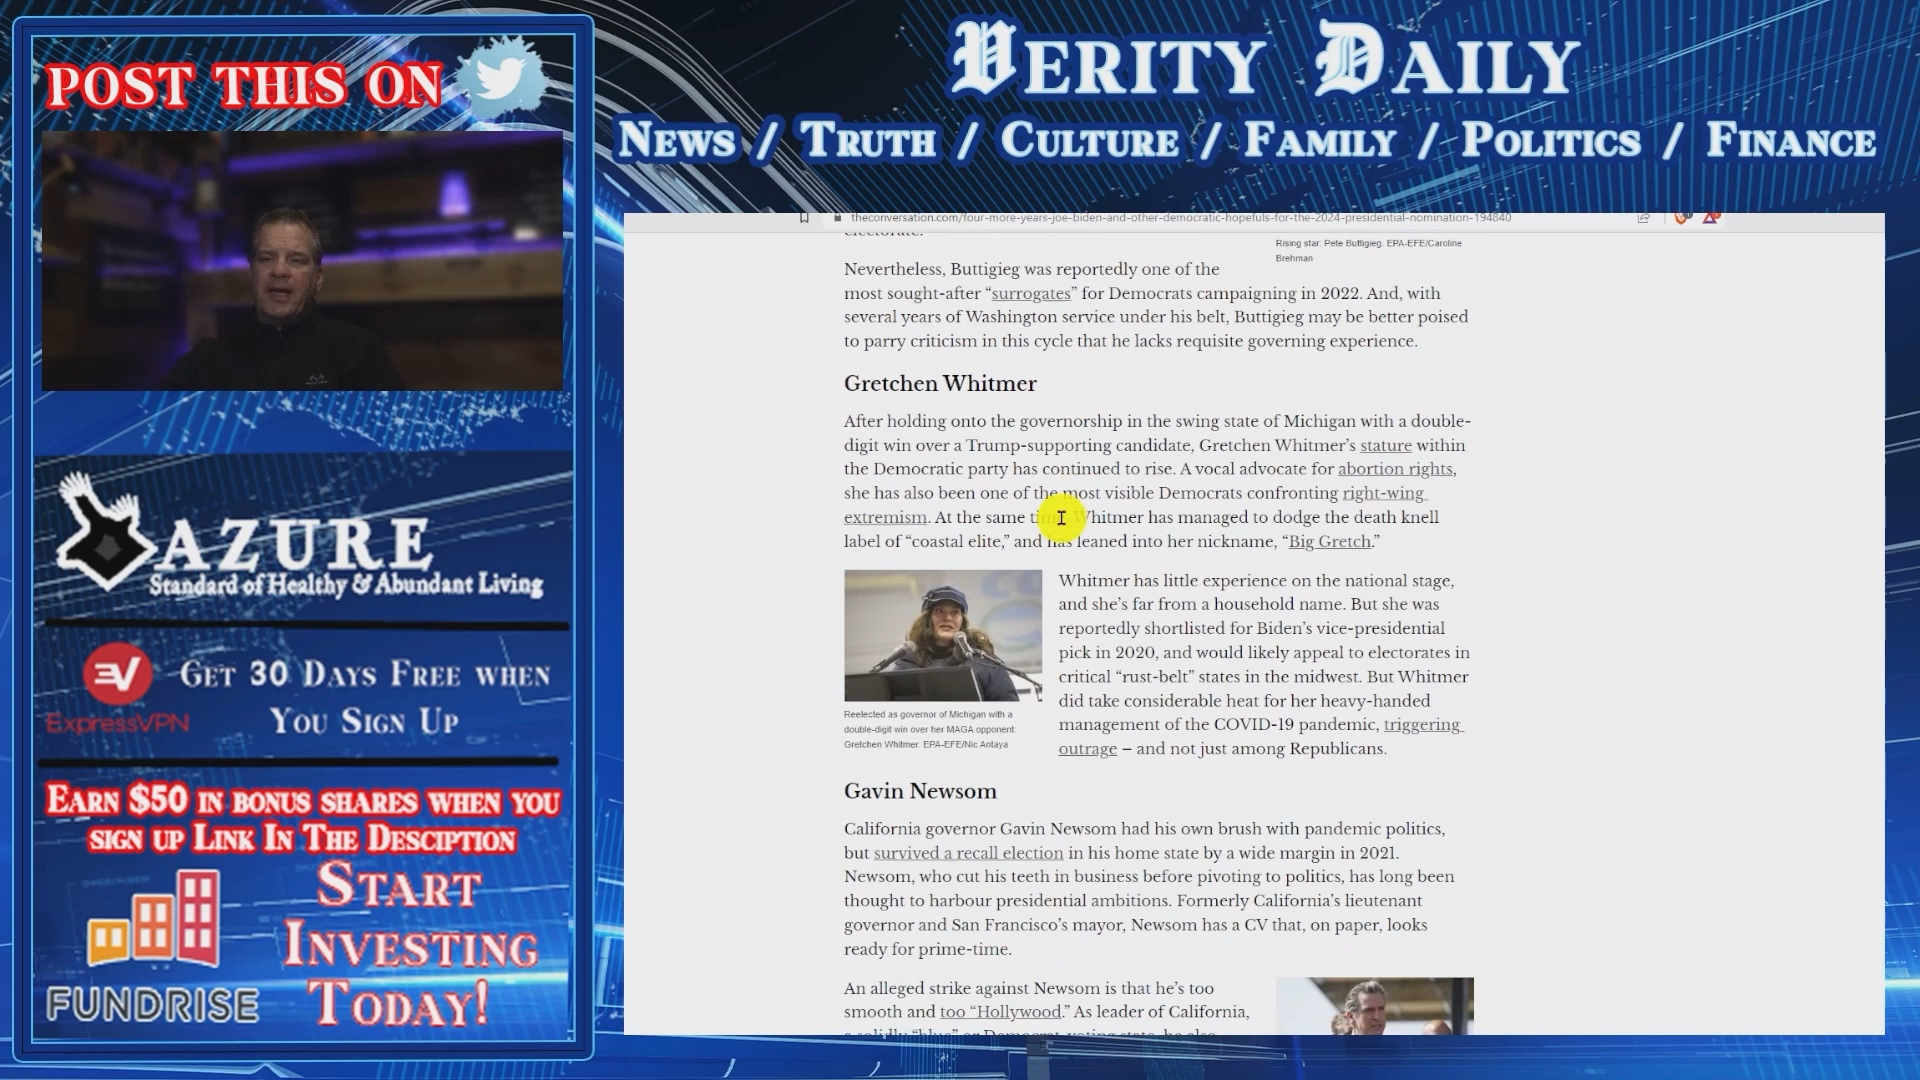 POST THIS ON
VERITY DAILY
NEWS / TRUTH / CULTURE / FAMILY / POLITICS / FINANCE
AZURE
Standard of Healthy & Abundant Living
EV
ExpressVPN
GET 30 DAYS FREE WHEN
YOU SIGN UP
EARN $50 IN BONUS SHARES WHEN YOU
SIGN UP LINK IN THE DESCIPTION
FUNDRISE
START
INVESTING
TODAY!
theconversation.com/four-more-years-joe-biden-and-other-democratic-hopefuls-for-the-2024-presidential-nomination-194840
electorate.
Rising star: Pete Buttigieg. EPA-EFE/Caroline
Brehman
Nevertheless, Buttigieg was reportedly one of the
most sought-after “surrogates” for Democrats campaigning in 2022. And, with
several years of Washington service under his belt, Buttigieg may be better poised
to parry criticism in this cycle that he lacks requisite governing experience.
Gretchen Whitmer
After holding onto the governorship in the swing state of Michigan with a double-
digit win over a Trump-supporting candidate, Gretchen Whitmer’s stature within
the Democratic party has continued to rise. A vocal advocate for abortion rights,
she has also been one of the most visible Democrats confronting right-wing
extremism. At the same time, Whitmer has managed to dodge the death knell
label of “coastal elite,” and has leaned into her nickname, “Big Gretch.”
Reelected as governor of Michigan with a
double-digit win over her MAGA opponent:
Gretchen Whitmer. EPA-EFE/Nic Antaya
Whitmer has little experience on the national stage,
and she’s far from a household name. But she was
reportedly shortlisted for Biden’s vice-presidential
pick in 2020, and would likely appeal to electorates in
critical “rust-belt” states in the midwest. But Whitmer
did take considerable heat for her heavy-handed
management of the COVID-19 pandemic, triggering
outrage – and not just among Republicans.
Gavin Newsom
California governor Gavin Newsom had his own brush with pandemic politics,
but survived a recall election in his home state by a wide margin in 2021.
Newsom, who cut his teeth in business before pivoting to politics, has long been
thought to harbour presidential ambitions. Formerly California’s lieutenant
governor and San Francisco’s mayor, Newsom has a CV that, on paper, looks
ready for prime-time.
An alleged strike against Newsom is that he’s too
smooth and too “Hollywood.” As leader of California,
a solidly “blue” or Democrat-voting state, he also